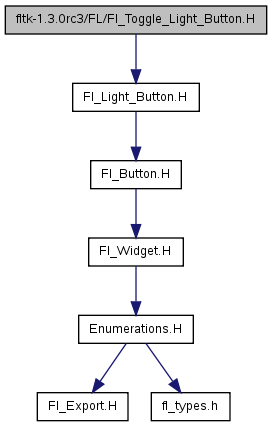 fltk-1.3.0rc3/FL/Fl_Toggle_Light_Button.H
Fl_Light_Button.H
Fl_Button.H
Fl_Widget.H
Enumerations.H
Fl_Export.H
fl_types.h